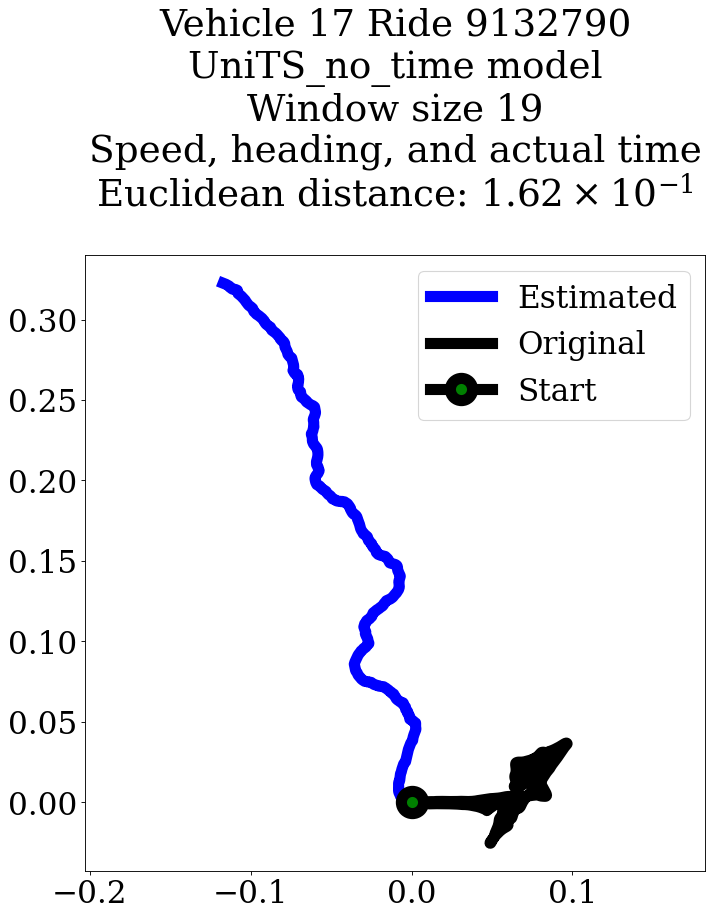 Vehicle 17 Ride 9132790
UniTS_no_time model
Window size 19
Speed, heading, and actual time
Euclidean distance: 1.62 × 10⁻¹
Estimated
Original
Start
0.30
0.25
0.20
0.15
0.10
0.05
0.00
−0.2
−0.1
0.0
0.1